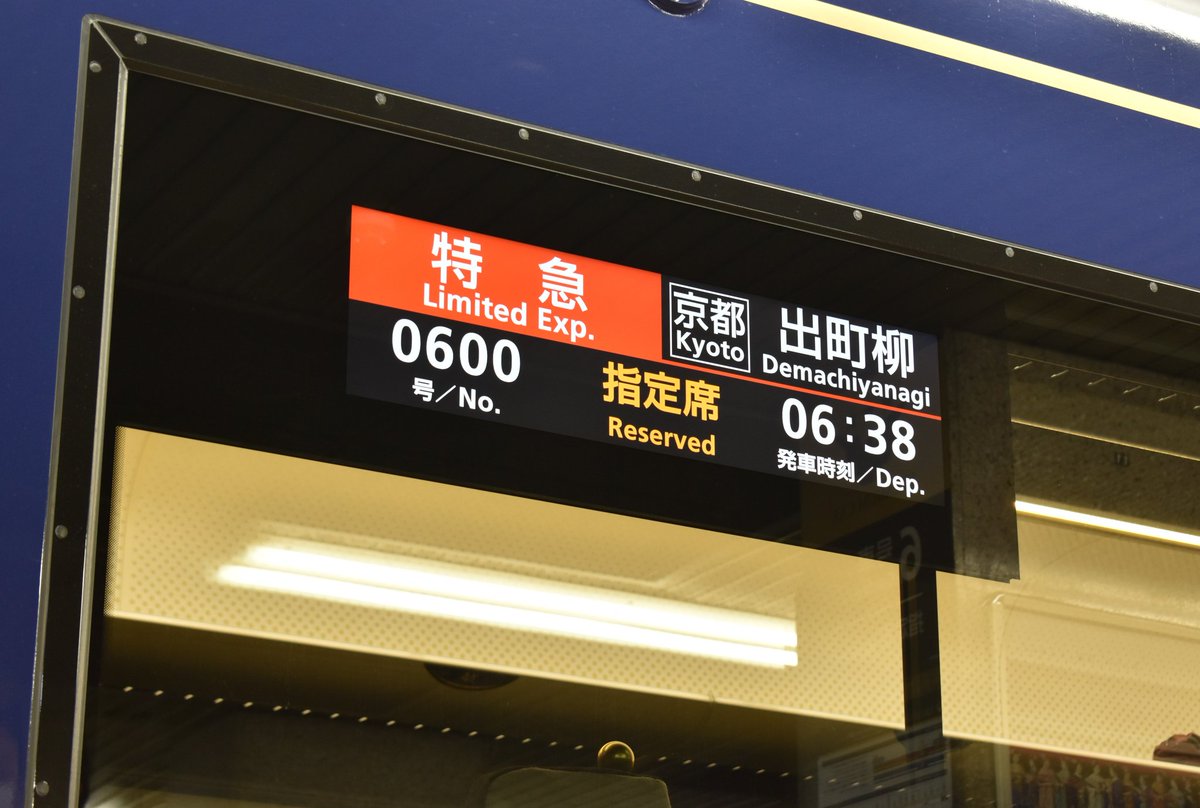 特急
Limited Exp.
京都
Kyoto
出町柳
Demachiyanagi
0600
号／No.
指定席
Reserved
06：38
発車時刻／Dep.